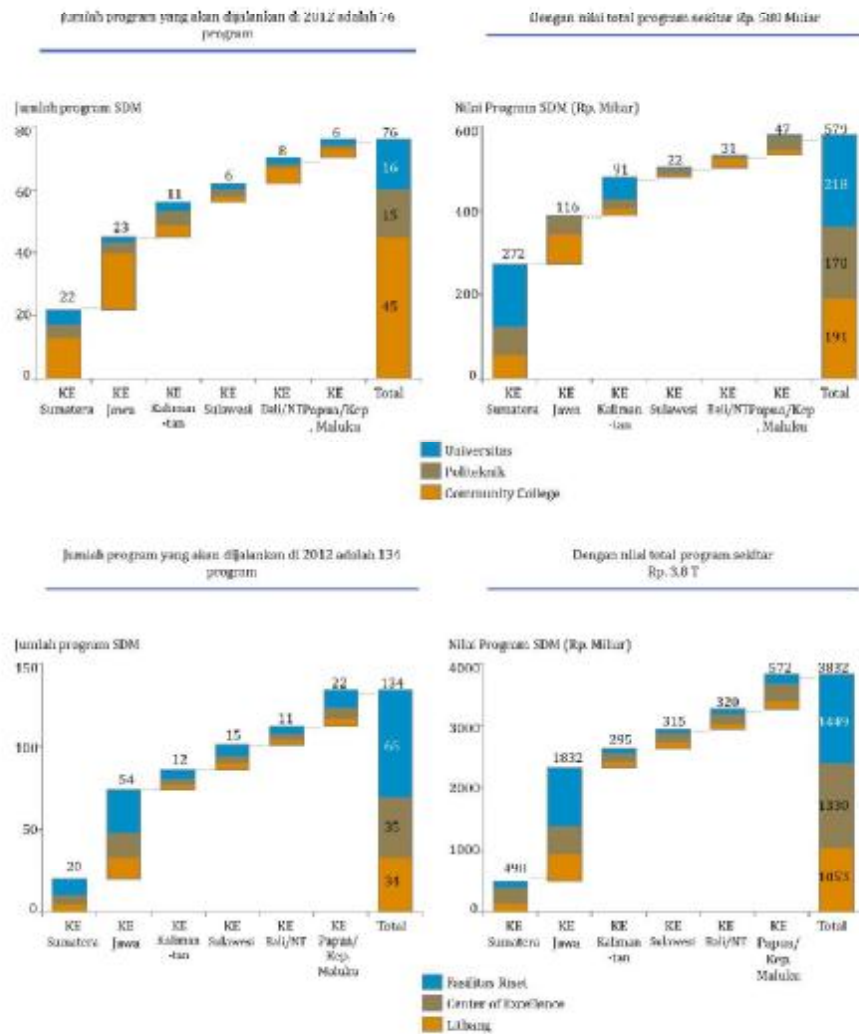 Jumlah program yang akan dijalankan di 2012 adalah 76
program
Dengan nilai total program sekitar Rp. 580 Miliar
Jumlah program SDM
80
60
40
20
0
22
23
11
6
8
6
76
16
15
45
KE
Sumatera
KE
Jawa
KE
Kaliman
-tan
KE
Sulawesi
KE
Bali/NT
KE
Papua/Kep
. Maluku
Total
Nilai Program SDM (Rp. Miliar)
600
400
200
0
272
116
91
22
31
47
579
218
170
191
KE
Sumatera
KE
Jawa
KE
Kaliman
-tan
KE
Sulawesi
KE
Bali/NT
KE
Papua/Kep
. Maluku
Total
Universitas
Politeknik
Community College
Jumlah program yang akan dijalankan di 2012 adalah 134
program
Dengan nilai total program sekitar
Rp. 3,8 T
Jumlah program SDM
150
100
50
0
20
54
12
15
11
22
134
65
35
34
KE
Sumatera
KE
Jawa
KE
Kaliman
-tan
KE
Sulawesi
KE
Bali/NT
KE
Papua/
Kep.
Maluku
Total
Nilai Program SDM (Rp. Miliar)
4000
3000
2000
1000
0
498
1832
295
315
320
572
3832
1449
1330
1053
KE
Sumatera
KE
Jawa
KE
Kaliman
-tan
KE
Sulawesi
KE
Bali/NT
KE
Papua/
Kep.
Maluku
Total
Fasilitas Riset
Center of Excellence
Litbang